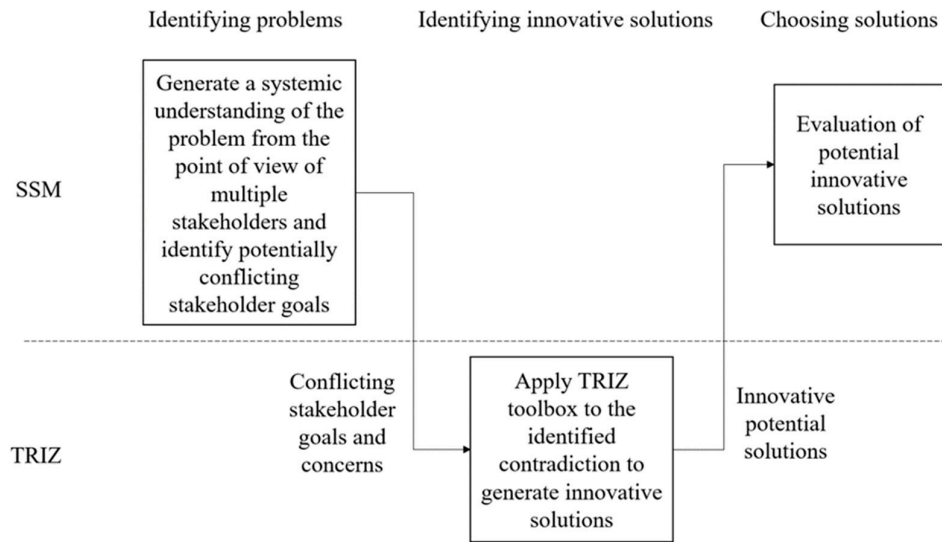 Identifying problems
Identifying innovative solutions
Choosing solutions
SSM
Generate a systemic
understanding of the
problem from the
point of view of
multiple
stakeholders and
identify potentially
conflicting
stakeholder goals
Evaluation of
potential
innovative
solutions
TRIZ
Conflicting
stakeholder
goals and
concerns
Apply TRIZ
toolbox to the
identified
contradiction to
generate innovative
solutions
Innovative
potential
solutions